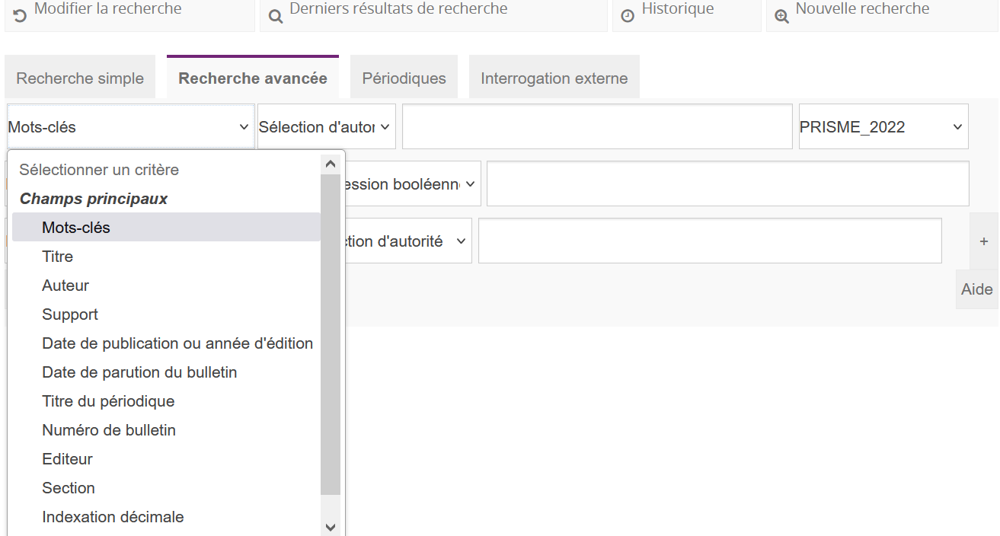 Modifier la recherche
Derniers résultats de recherche
Historique
Nouvelle recherche
Recherche simple
Recherche avancée
Périodiques
Interrogation externe
Mots-clés
Sélection d'autor
PRISME_2022
Sélectionner un critère
Champs principaux
ession booléenn
Mots-clés
ction d'autorité
+
Titre
Auteur
Aide
Support
Date de publication ou année d'édition
Date de parution du bulletin
Titre du périodique
Numéro de bulletin
Editeur
Section
Indexation décimale